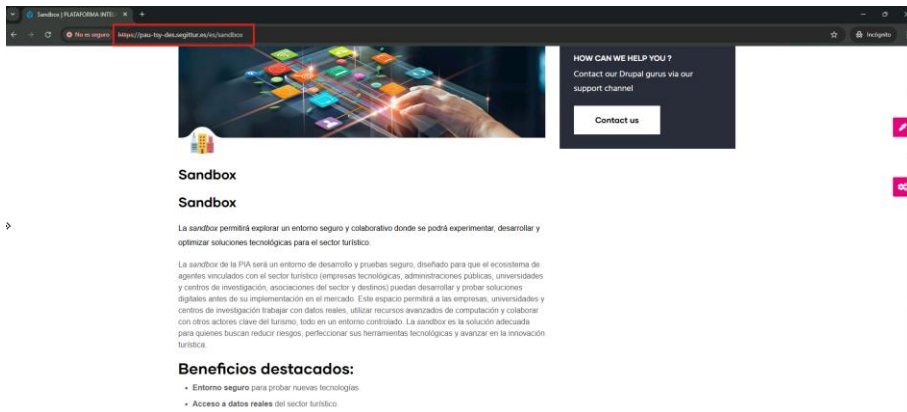 Sandbox | PLATAFORMA INTE
No es seguro https://pau-tsy-des.segittur.es/es/sandbox
Incógnito
HOW CAN WE HELP YOU ?
Contact our Drupal gurus via our
support channel
Contact us
Sandbox
Sandbox
La sandbox permitirá explorar un entorno seguro y colaborativo donde se podrá experimentar, desarrollar y
optimizar soluciones tecnológicas para el sector turístico.
La sandbox de la PIA será un entorno de desarrollo y pruebas seguro, diseñado para que el ecosistema de
agentes vinculados con el sector turístico (empresas tecnológicas, administraciones públicas, universidades
y centros de investigación, asociaciones del sector y destinos) puedan desarrollar y probar soluciones
digitales antes de su implementación en el mercado. Este espacio permitirá a las empresas, universidades y
centros de investigación trabajar con datos reales, utilizar recursos avanzados de computación y colaborar
con otros actores clave del turismo, todo en un entorno controlado. La sandbox es la solución adecuada
para quienes buscan reducir riesgos, perfeccionar sus herramientas tecnológicas y avanzar en la innovación
turística.
Beneficios destacados:
• Entorno seguro para probar nuevas tecnologías.
• Acceso a datos reales del sector turístico.